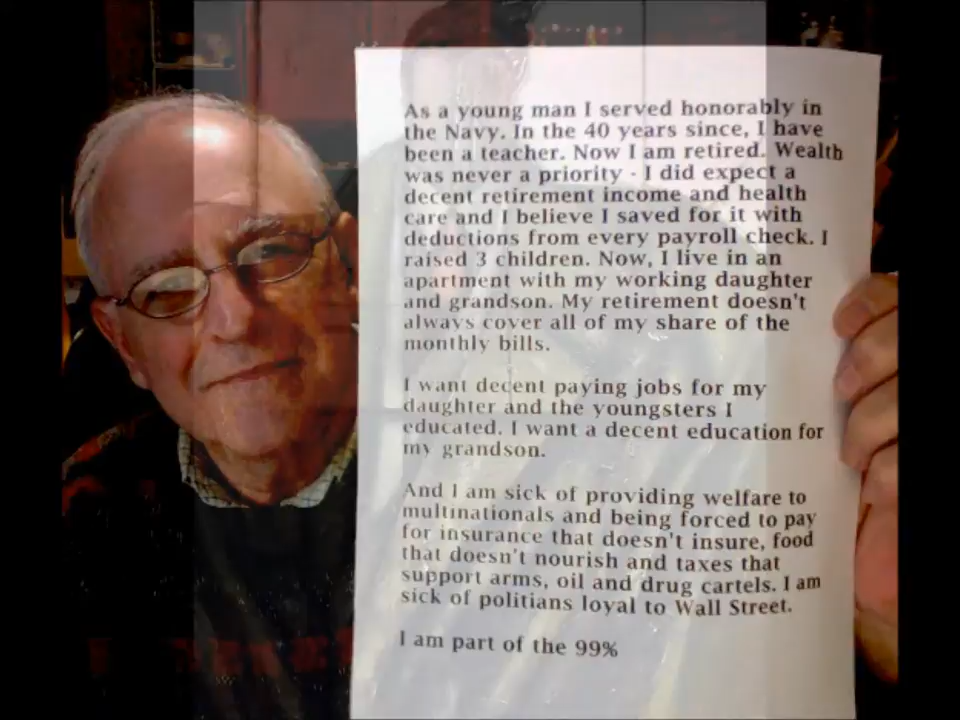 As a young man I served honorably in
the Navy. In the 40 years since, I have
been a teacher. Now I am retired. Wealth
was never a priority - I did expect a
decent retirement income and health
care and I believe I saved for it with
deductions from every payroll check. I
raised 3 children. Now, I live in an
apartment with my working daughter
and grandson. My retirement doesn't
always cover all of my share of the
monthly bills.
I want decent paying jobs for my
daughter and the youngsters I
educated. I want a decent education for
my grandson.
And I am sick of providing welfare to
multinationals and being forced to pay
for insurance that doesn't insure, food
that doesn't nourish and taxes that
support arms, oil and drug cartels. I am
sick of politians loyal to Wall Street.
I am part of the 99%